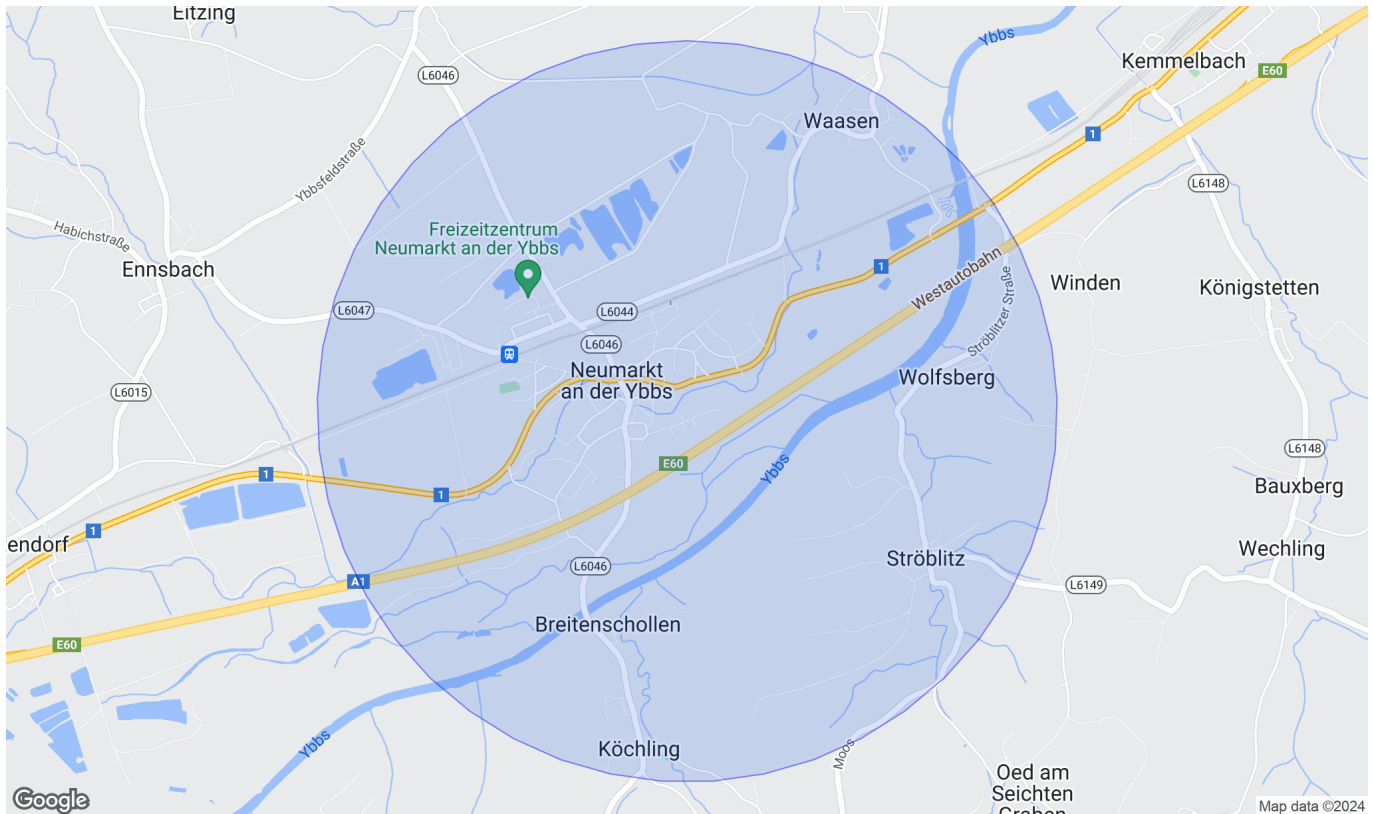 Eitzing
Ybbs
Kemmelbach
L6046
E60
Waasen
1
Ybbsfeldstraße
L6148
Habichstraße
Freizeitzentrum
Neumarkt an der Ybbs
Ennsbach
1
Westautobahn
Winden
Königstetten
L6047
L6044
Ströblitzer Straße
L6046
Neumarkt
an der Ybbs
Wolfsberg
L6015
L6148
E60
Ybbs
1
1
Bauxberg
1
endorf
Wechling
Ströblitz
L6046
A1
L6149
Breitenschollen
E60
Ybbs
Köchling
Moos
Oed am
Seichten
Graben
Google
Map data ©2024